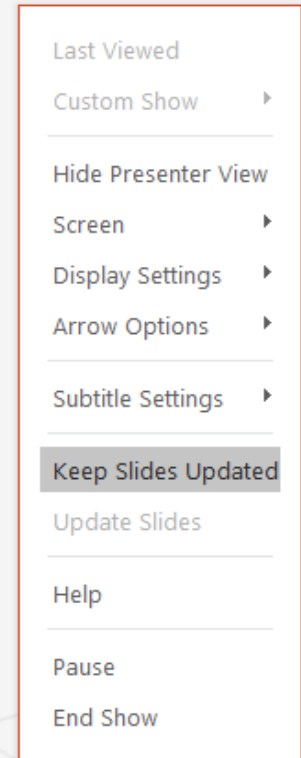 Last Viewed
Custom Show
Hide Presenter View
Screen
Display Settings
Arrow Options
Subtitle Settings
Keep Slides Updated
Update Slides
Help
Pause
End Show